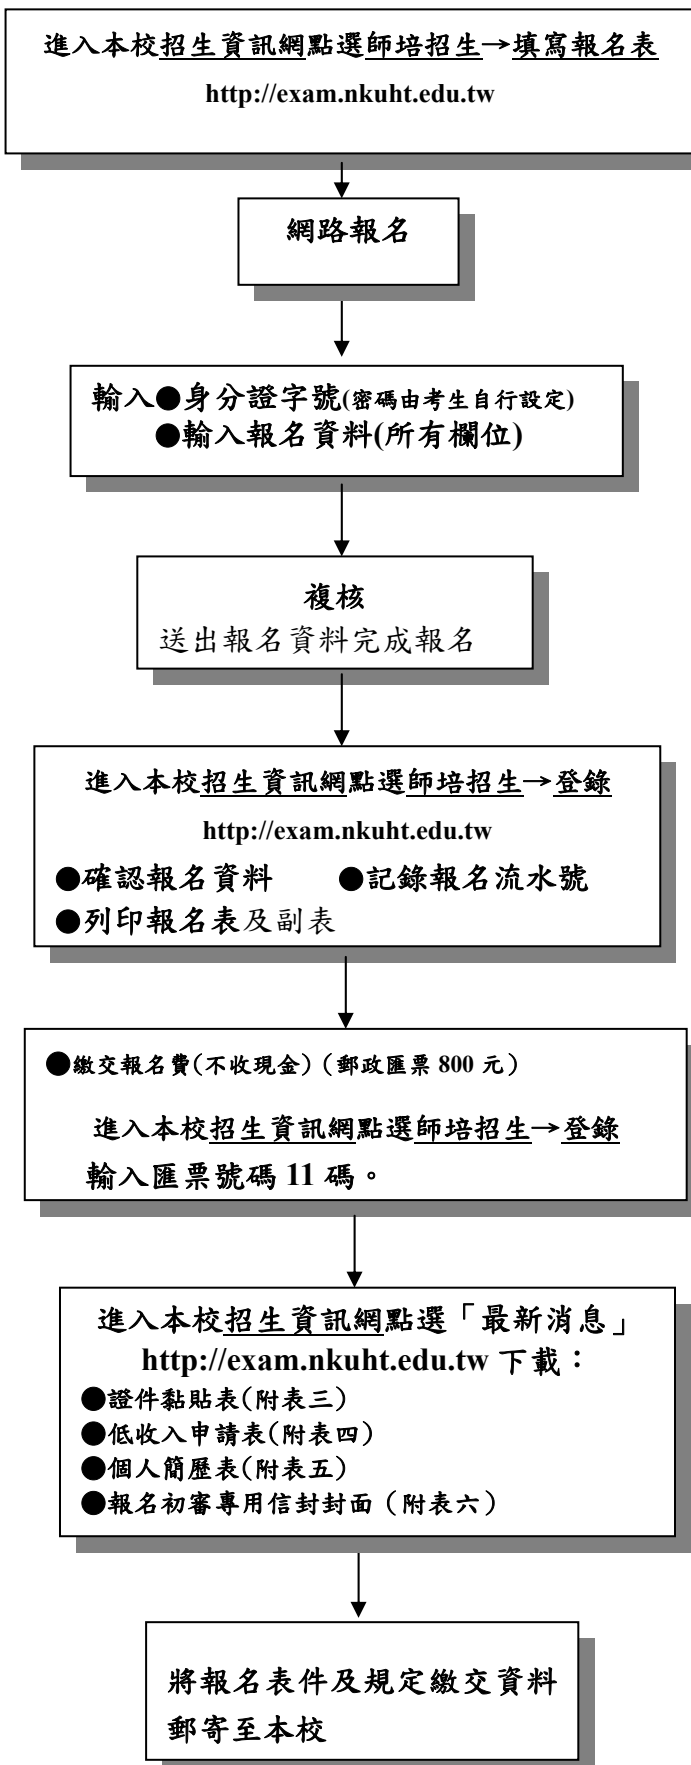 進入本校招生資訊網點選師培招生→填寫報名表
http://exam.nkuht.edu.tw
網路報名
輸入●身分證字號(密碼由考生自行設定)
●輸入報名資料(所有欄位)
複核
送出報名資料完成報名
進入本校招生資訊網點選師培招生→登錄
http://exam.nkuht.edu.tw
●確認報名資料 ●記錄報名流水號
●列印報名表及副表
●繳交報名費(不收現金)(郵政匯票 800 元)
進入本校招生資訊網點選師培招生→登錄
輸入匯票號碼 11 碼。
進入本校招生資訊網點選「最新消息」
http://exam.nkuht.edu.tw 下載：
●證件黏貼表(附表三)
●低收入申請表(附表四)
●個人簡歷表(附表五)
●報名初審專用信封封面（附表六）
將報名表件及規定繳交資料
郵寄至本校